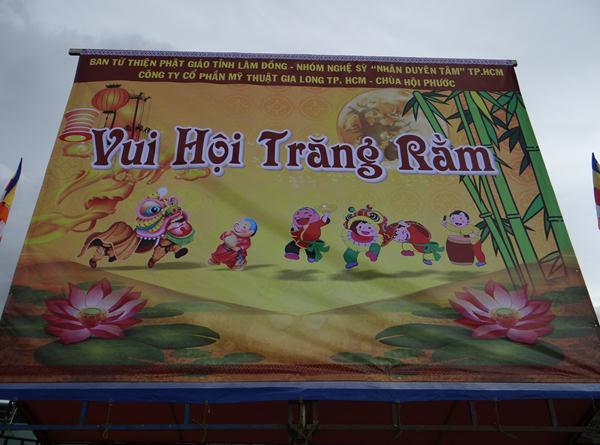 BAN TỪ THIỆN PHẬT GIÁO TỈNH LÂM ĐỒNG - NHÓM NGHỆ SỸ "NHÂN DUYÊN TÂM" TP.HCM
CÔNG TY CỔ PHẦN MỸ THUẬT GIA LONG TP. HCM - CHÙA HỘI PHƯỚC
Vui Hội Trăng Rằm